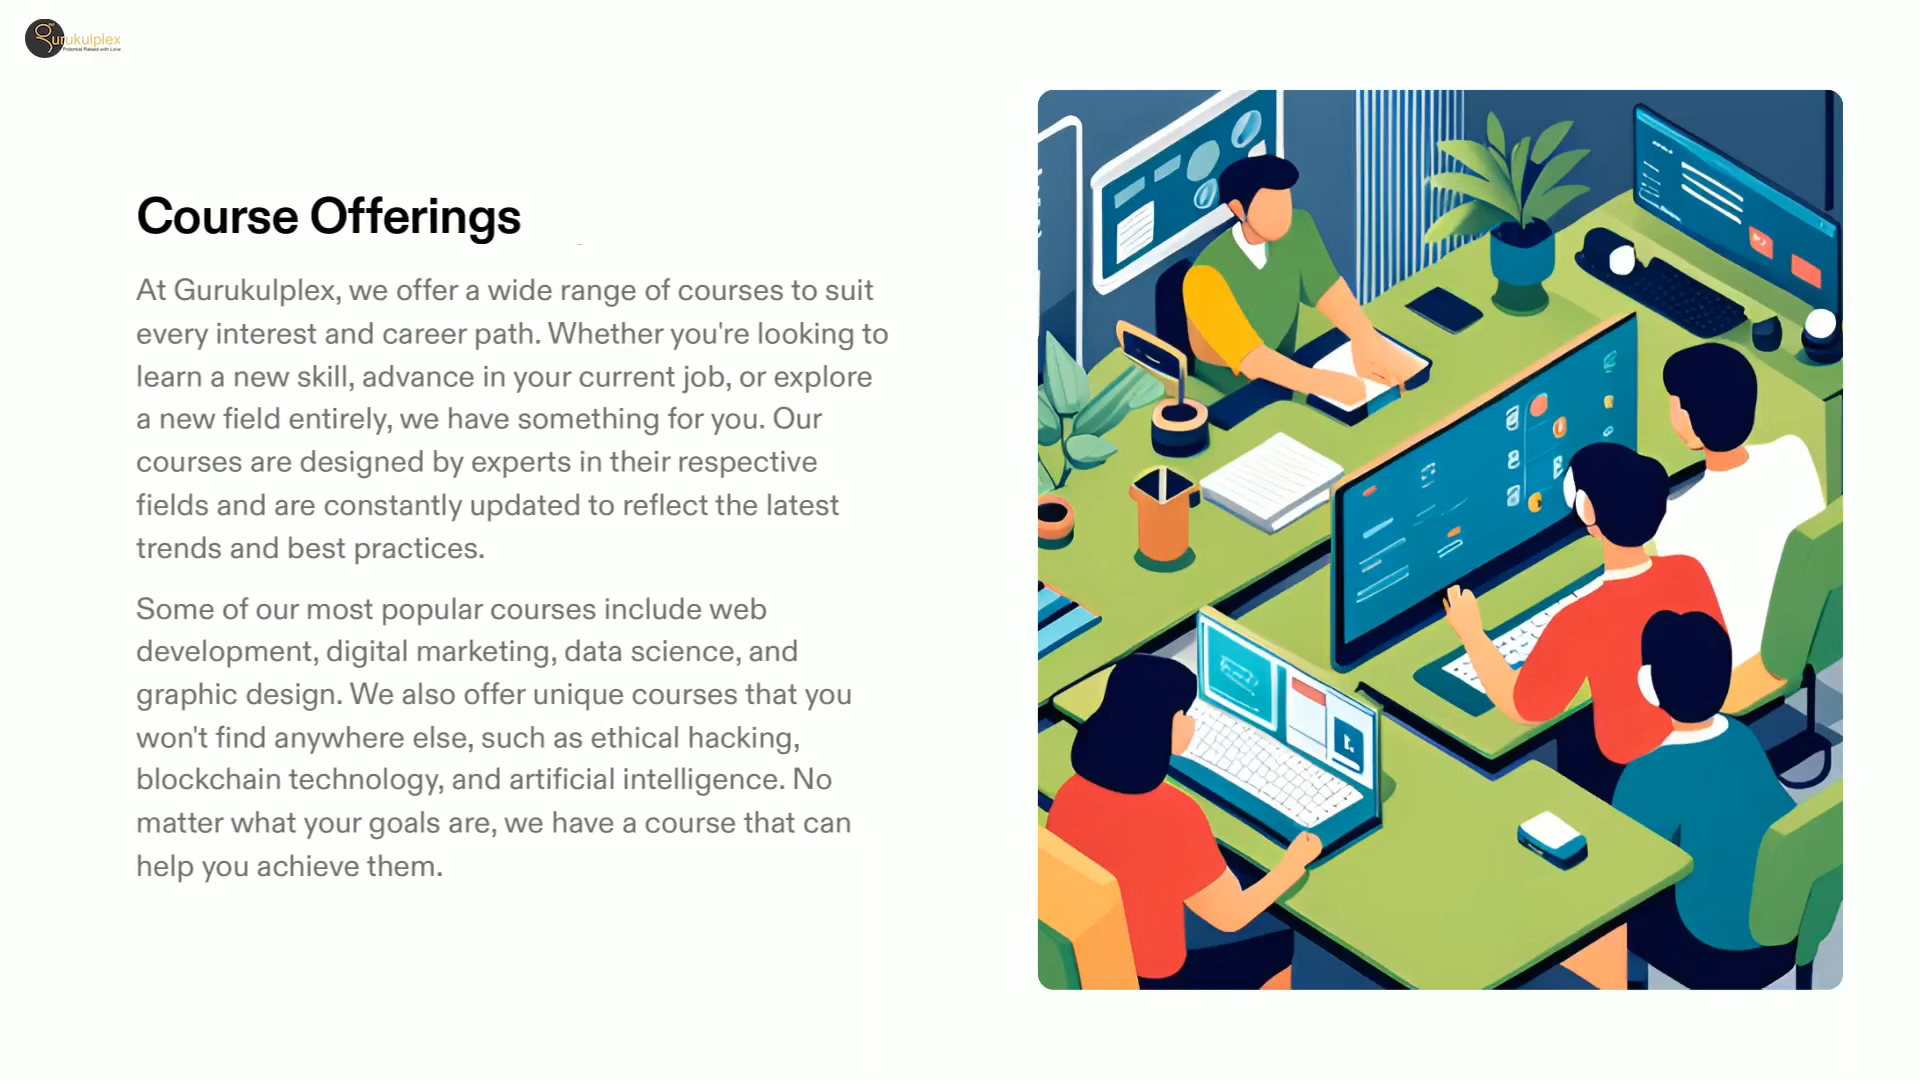 gurukulplex
Potential Raised with Love
Course Offerings
At Gurukulplex, we offer a wide range of courses to suit
every interest and career path. Whether you're looking to
learn a new skill, advance in your current job, or explore
a new field entirely, we have something for you. Our
courses are designed by experts in their respective
fields and are constantly updated to reflect the latest
trends and best practices.
Some of our most popular courses include web
development, digital marketing, data science, and
graphic design. We also offer unique courses that you
won't find anywhere else, such as ethical hacking,
blockchain technology, and artificial intelligence. No
matter what your goals are, we have a course that can
help you achieve them.